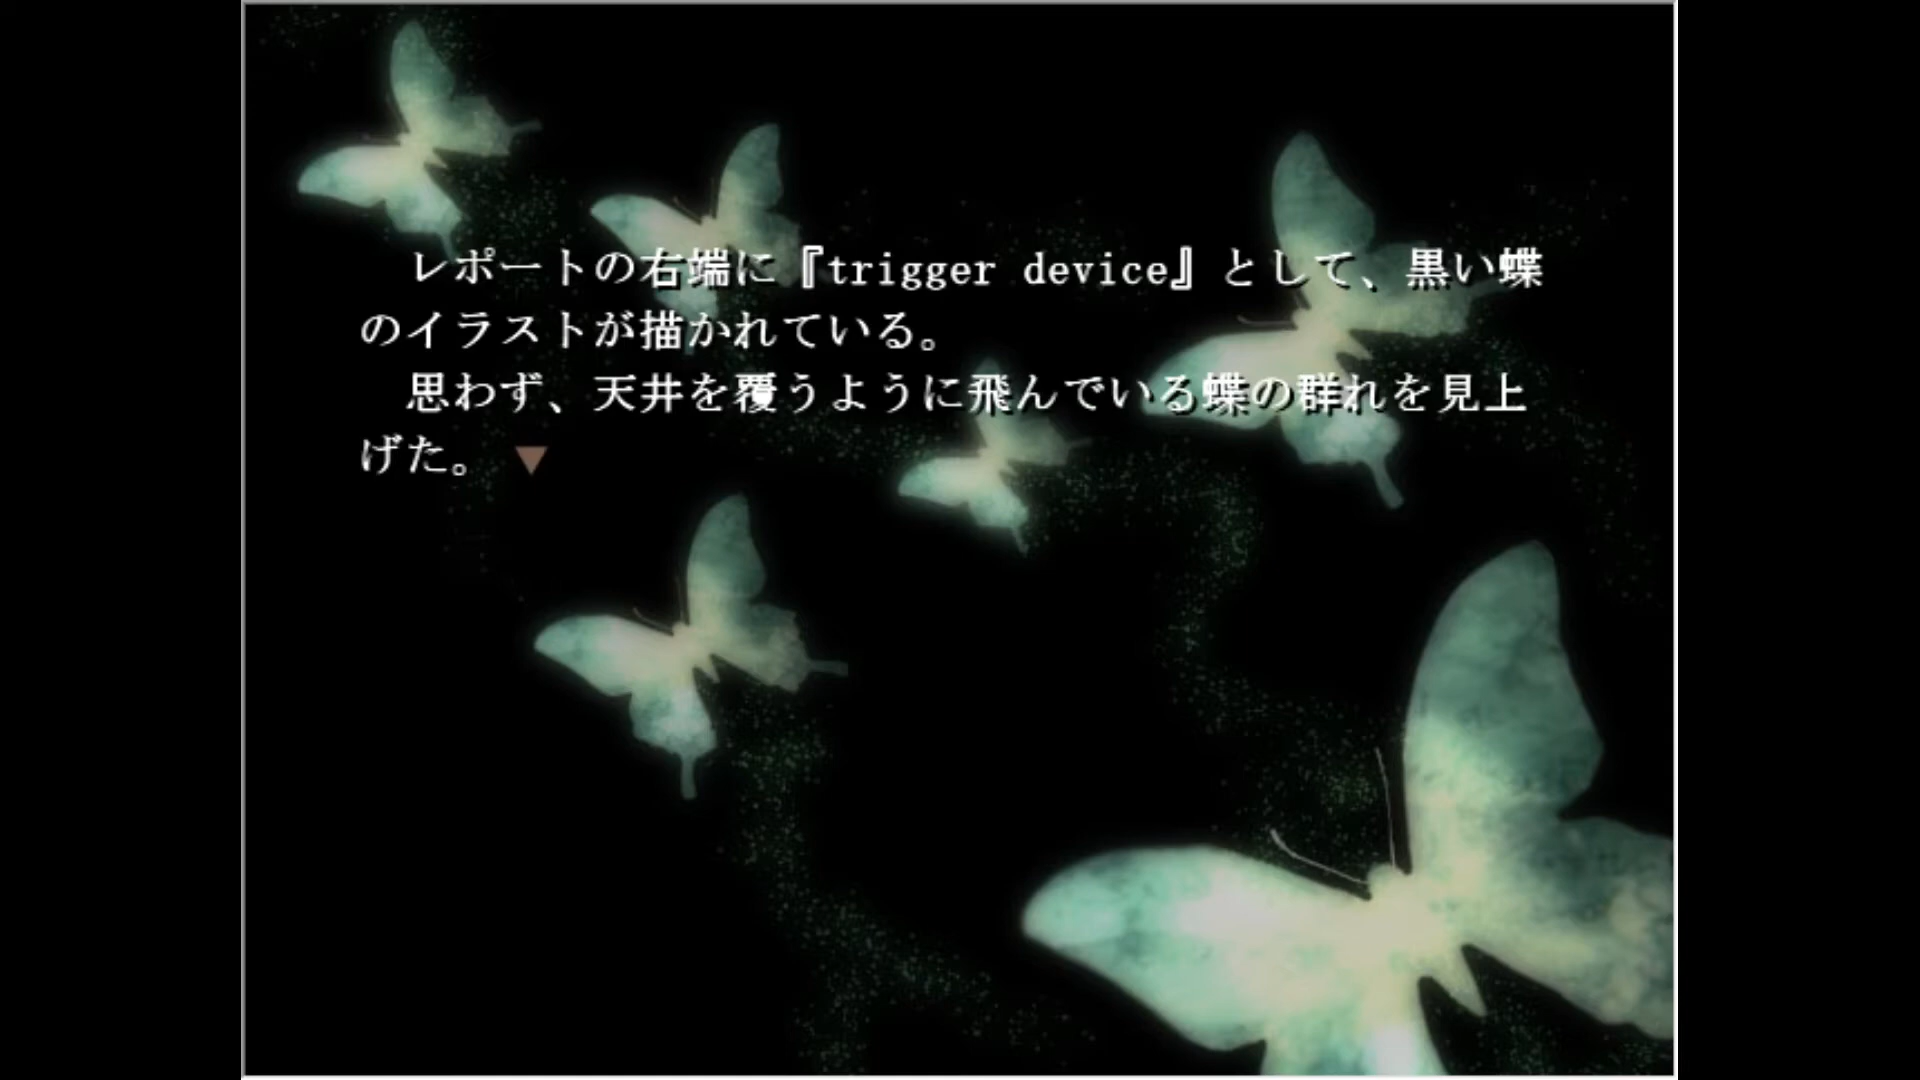 レポートの右端に『trigger device』として、黒い蝶
のイラストが描かれている。
思わず、天井を覆うように飛んでいる蝶の群れを見上
げた。